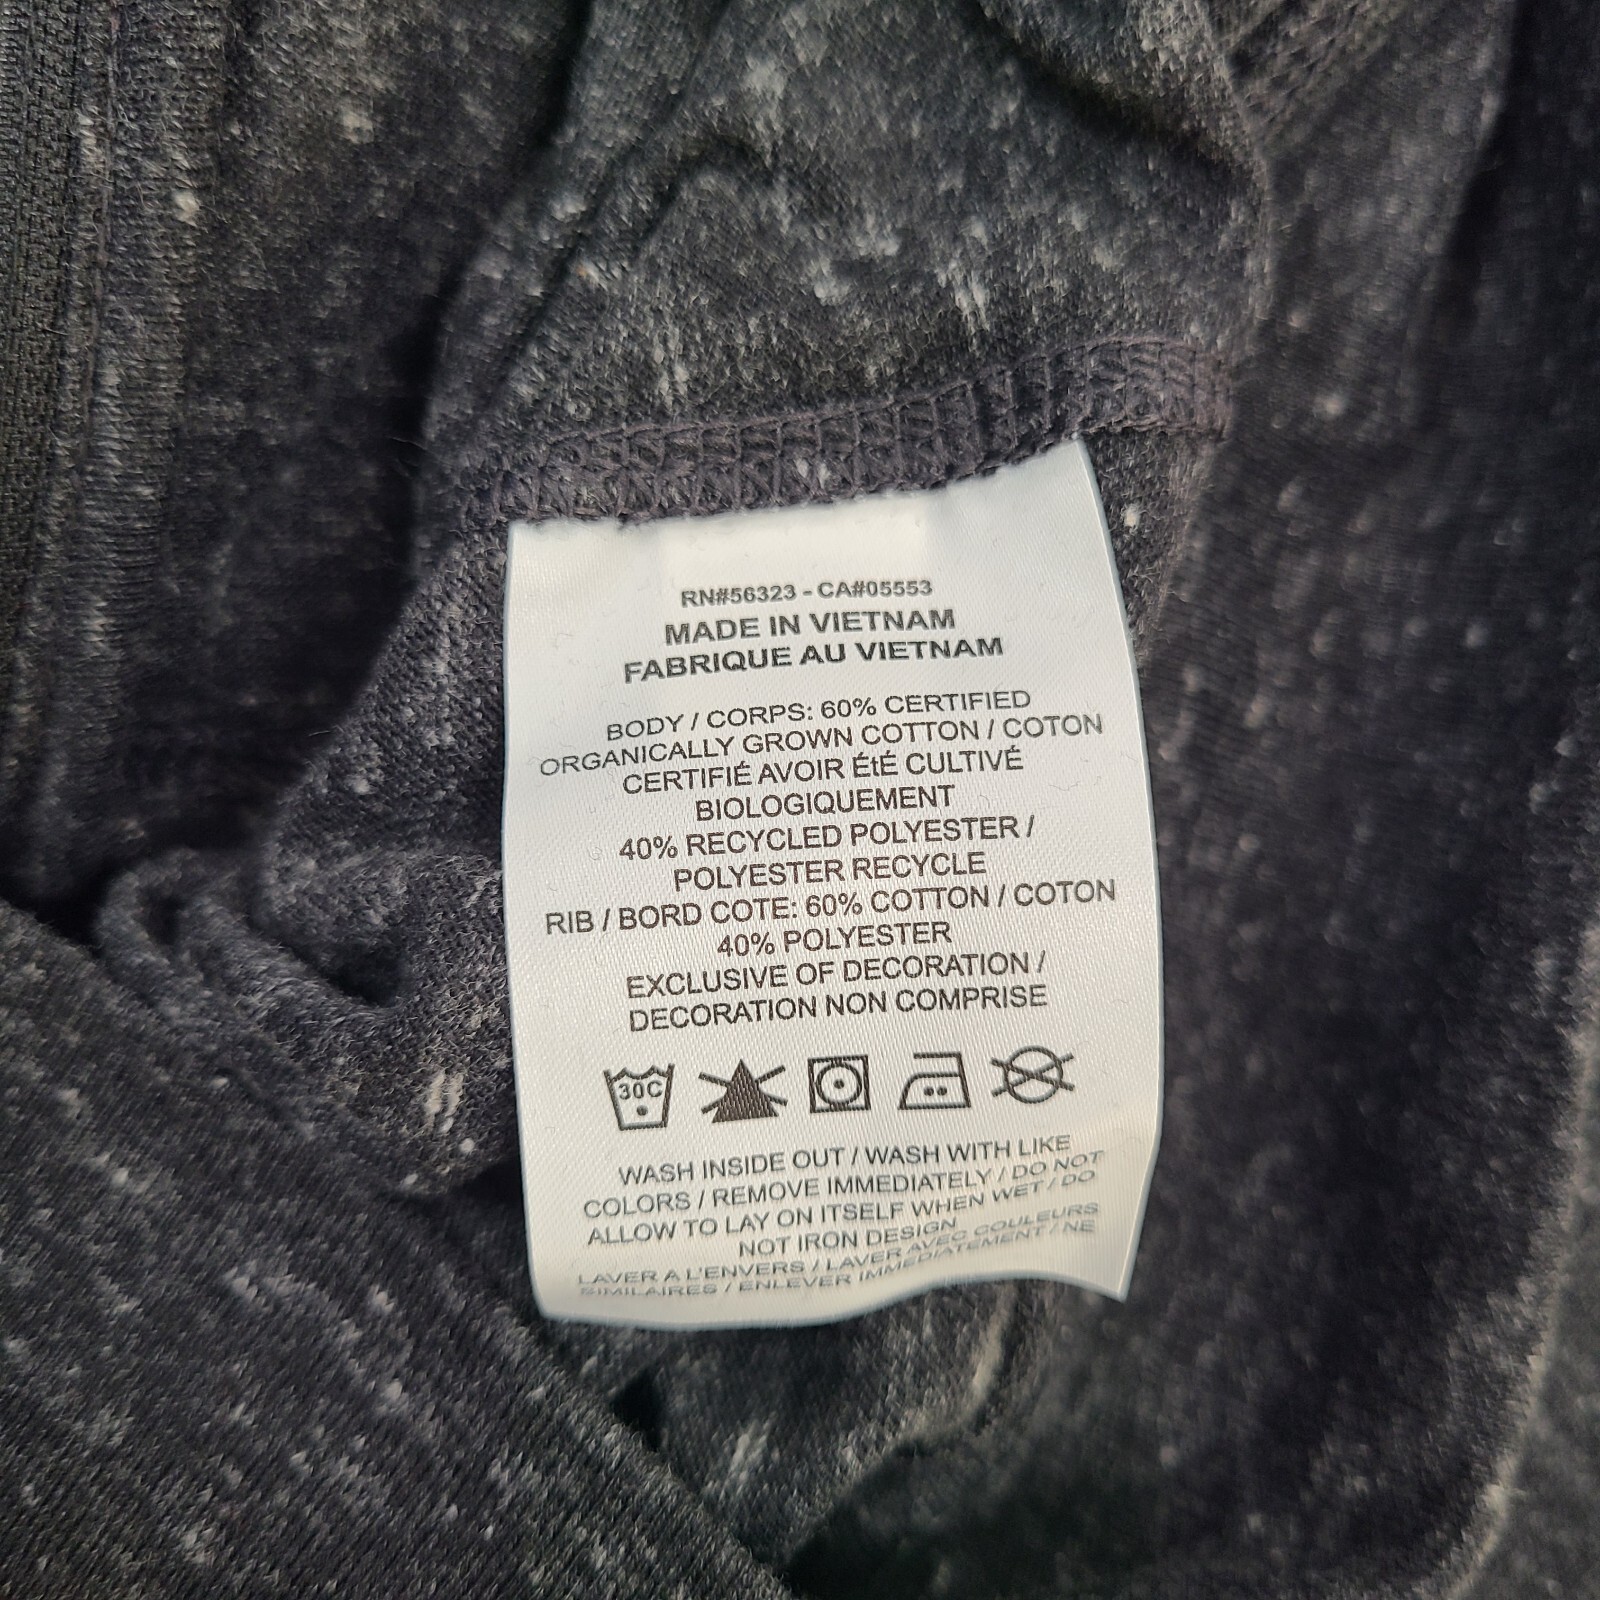 RN#56323 - CA#05553
MADE IN VIETNAM
FABRIQUE AU VIETNAM
BODY / CORPS: 60% CERTIFIED
ORGANICALLY GROWN COTTON / COTON
CERTIFIÉ AVOIR ÉtÉ CULTIVÉ
BIOLOGIQUEMENT
40% RECYCLED POLYESTER /
POLYESTER RECYCLE
RIB / BORD COTE: 60% COTTON / COTON
40% POLYESTER
EXCLUSIVE OF DECORATION /
DECORATION NON COMPRISE
30C
WASH INSIDE OUT / WASH WITH LIKE
COLORS / REMOVE IMMEDIATELY / DO NOT
ALLOW TO LAY ON ITSELF WHEN WET / DO
NOT IRON DESIGN
LAVER A L'ENVERS / LAVER AVEC COULEURS
SIMILAIRES / ENLEVER IMMEDIATEMENT / NE